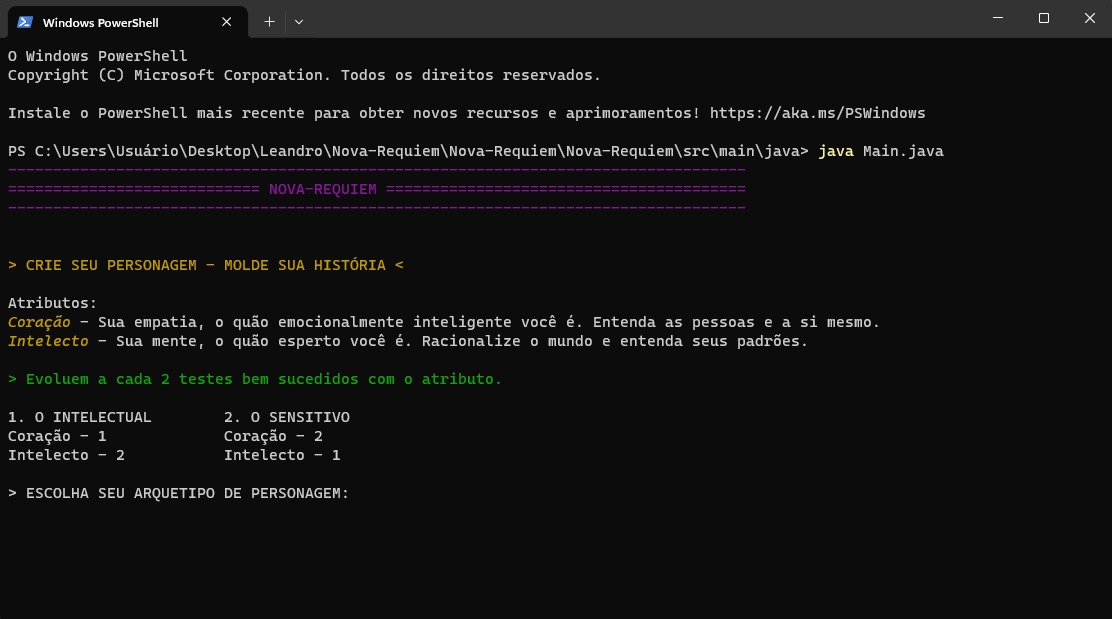 Windows PowerShell
O Windows PowerShell
Copyright (C) Microsoft Corporation. Todos os direitos reservados.
Instale o PowerShell mais recente para obter novos recursos e aprimoramentos! https://aka.ms/PSWindows
PS C:\Users\Usuário\Desktop\Leandro\Nova-Requiem\Nova-Requiem\Nova-Requiem\src\main\java> java Main.java
----------------------------------------------------------------------------------
============================ NOVA-REQUIEM ========================================
----------------------------------------------------------------------------------
> CRIE SEU PERSONAGEM - MOLDE SUA HISTÓRIA <
Atributos:
Coração - Sua empatia, o quão emocionalmente inteligente você é. Entenda as pessoas e a si mesmo.
Intelecto - Sua mente, o quão esperto você é. Racionalize o mundo e entenda seus padrões.
> Evoluem a cada 2 testes bem sucedidos com o atributo.
1. O INTELECTUAL        2. O SENSITIVO
Coração - 1             Coração - 2
Intelecto - 2           Intelecto - 1
> ESCOLHA SEU ARQUETIPO DE PERSONAGEM: